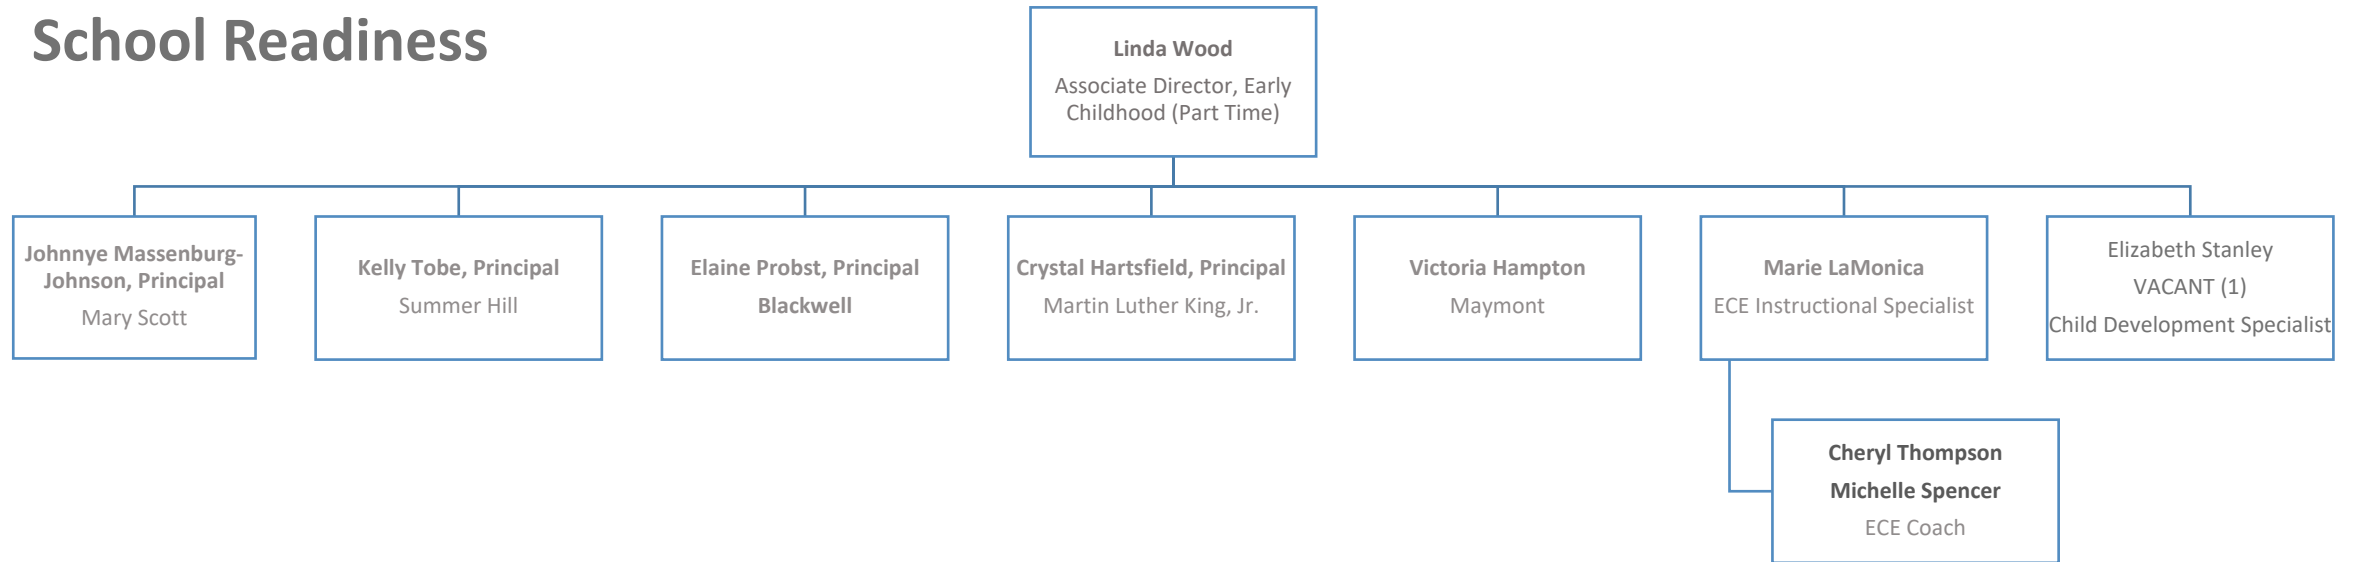 School Readiness
Linda Wood
Associate Director, Early
Childhood (Part Time)
Johnnye Massenburg-
Johnson, Principal
Mary Scott
Kelly Tobe, Principal
Summer Hill
Elaine Probst, Principal
Blackwell
Crystal Hartsfield, Principal
Martin Luther King, Jr.
Victoria Hampton
Maymont
Marie LaMonica
ECE Instructional Specialist
Elizabeth Stanley
VACANT (1)
Child Development Specialist
Cheryl Thompson
Michelle Spencer
ECE Coach